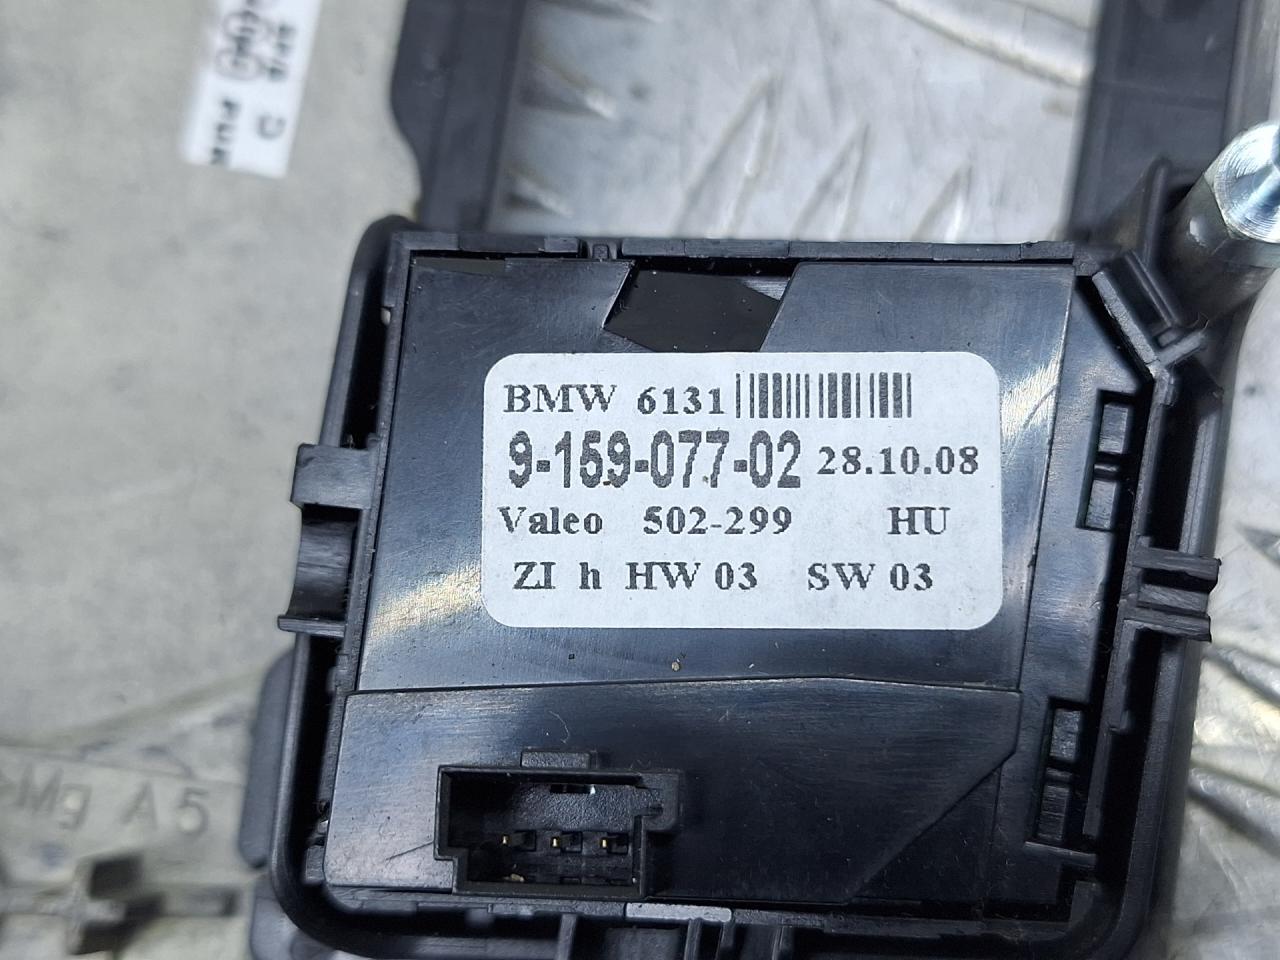 BMW 6131
9-159-077-02 28.10.08
Valeo 502-299 HU
ZI h HW 03 SW 03
Mg A5